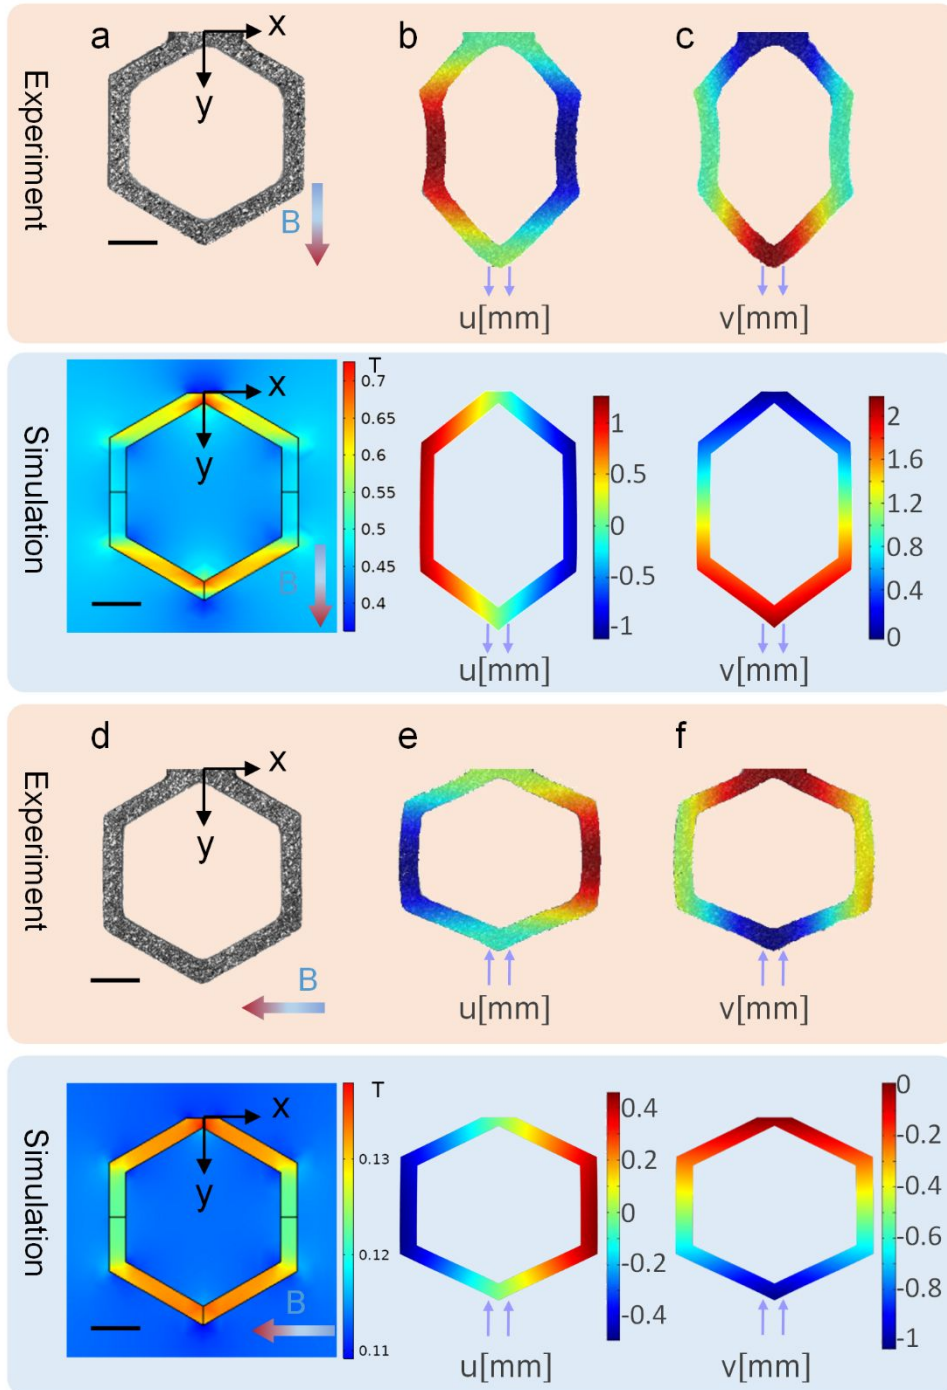 a
b
c
Experiment
x
y
B
u[mm]
v[mm]
Simulation
T
0.7
0.65
0.6
0.55
0.5
0.45
0.4
x
y
B
1
0.5
0
-0.5
-1
u[mm]
2
1.6
1.2
0.8
0.4
0
v[mm]
d
e
f
Experiment
x
y
B
u[mm]
v[mm]
Simulation
T
0.13
0.12
0.11
x
y
B
0.4
0.2
0
-0.2
-0.4
u[mm]
0
-0.2
-0.4
-0.6
-0.8
-1
v[mm]